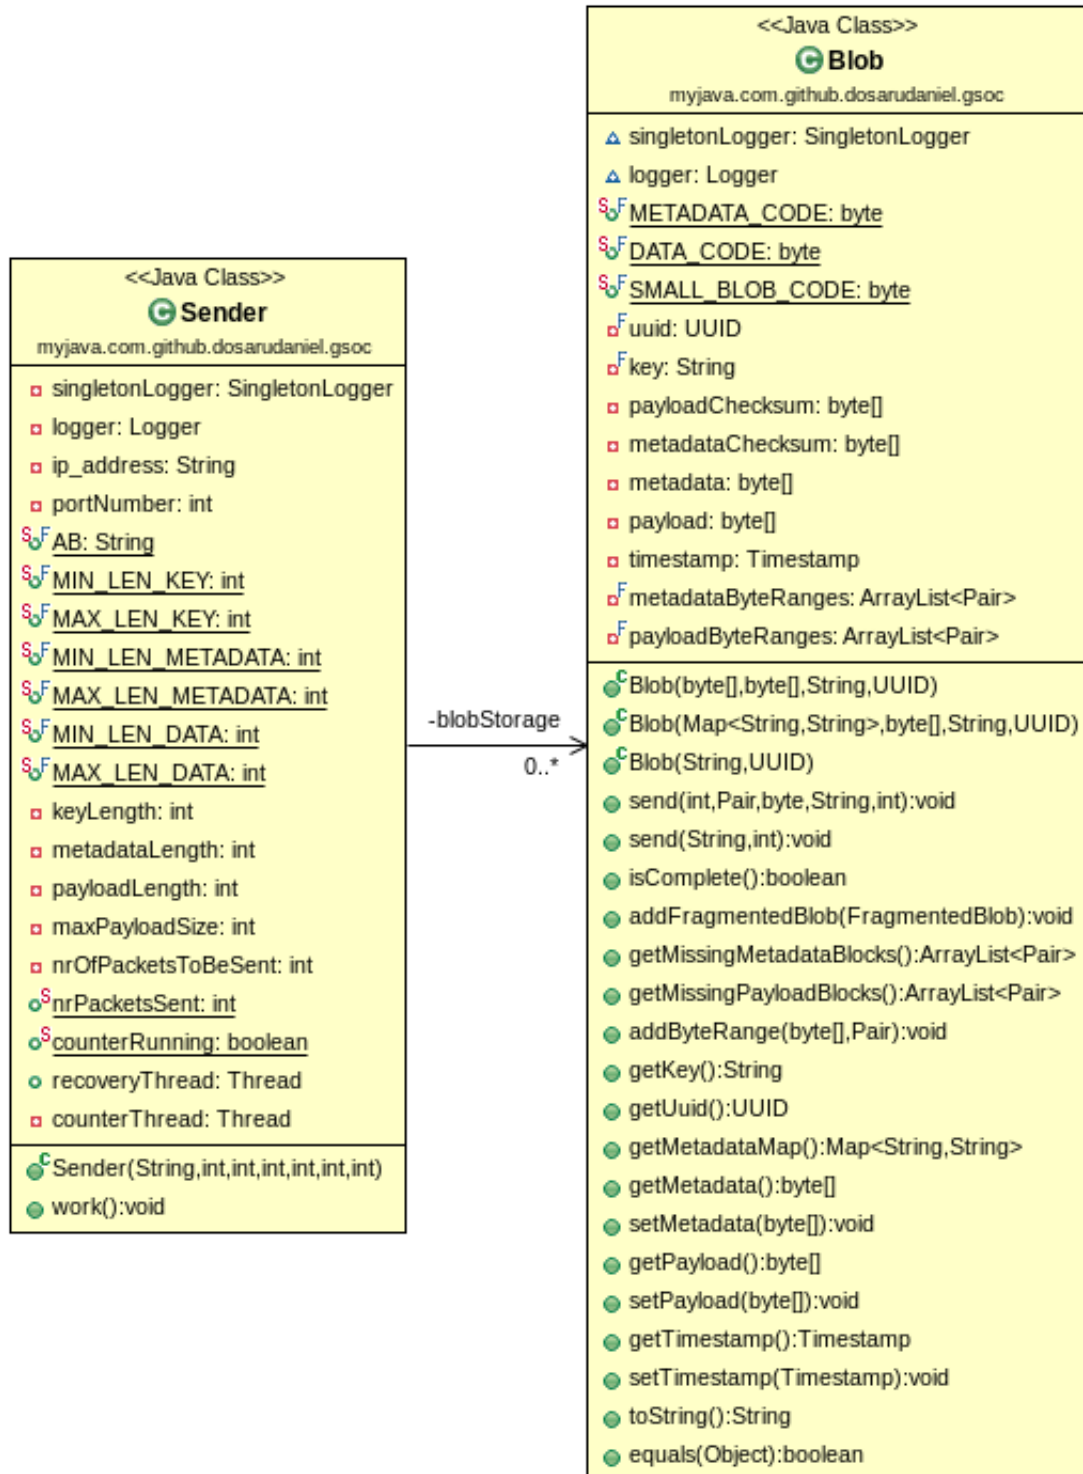 <<Java Class>>
Sender
myjava.com.github.dosarudaniel.gsoc
singletonLogger: SingletonLogger
logger: Logger
ip_address: String
portNumber: int
AB: String
MIN_LEN_KEY: int
MAX_LEN_KEY: int
MIN_LEN_METADATA: int
MAX_LEN_METADATA: int
MIN_LEN_DATA: int
MAX_LEN_DATA: int
keyLength: int
metadataLength: int
payloadLength: int
maxPayloadSize: int
nrOfPacketsToBeSent: int
nrPacketsSent: int
counterRunning: boolean
recoveryThread: Thread
counterThread: Thread
Sender(String,int,int,int,int,int,int)
work():void
-blobStorage
0..*
<<Java Class>>
Blob
myjava.com.github.dosarudaniel.gsoc
singletonLogger: SingletonLogger
logger: Logger
METADATA_CODE: byte
DATA_CODE: byte
SMALL_BLOB_CODE: byte
uuid: UUID
key: String
payloadChecksum: byte[]
metadataChecksum: byte[]
metadata: byte[]
payload: byte[]
timestamp: Timestamp
metadataByteRanges: ArrayList<Pair>
payloadByteRanges: ArrayList<Pair>
Blob(byte[],byte[],String,UUID)
Blob(Map<String,String>,byte[],String,UUID)
Blob(String,UUID)
send(int,Pair,byte,String,int):void
send(String,int):void
isComplete():boolean
addFragmentedBlob(FragmentedBlob):void
getMissingMetadataBlocks():ArrayList<Pair>
getMissingPayloadBlocks():ArrayList<Pair>
addByteRange(byte[],Pair):void
getKey():String
getUuid():UUID
getMetadataMap():Map<String,String>
getMetadata():byte[]
setMetadata(byte[]):void
getPayload():byte[]
setPayload(byte[]):void
getTimestamp():Timestamp
setTimestamp(Timestamp):void
toString():String
equals(Object):boolean